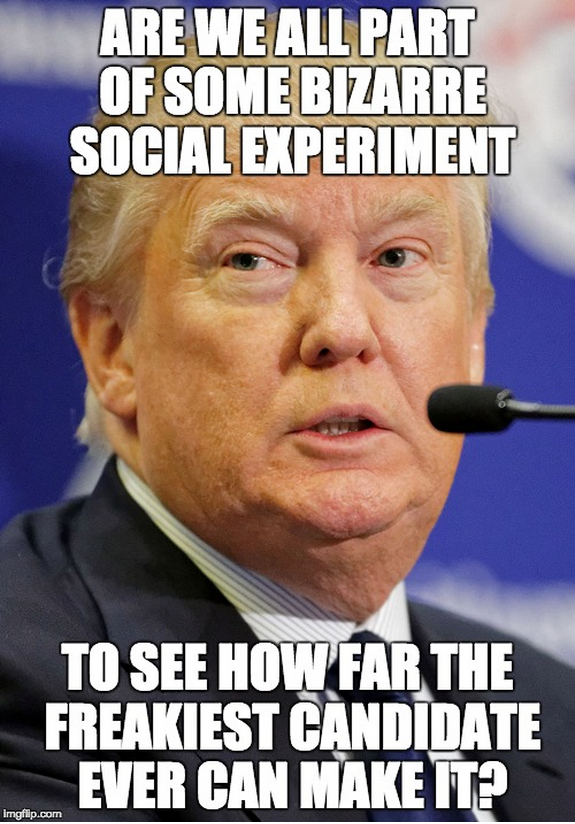 ARE WE ALL PART
OF SOME BIZARRE
SOCIAL EXPERIMENT
TO SEE HOW FAR THE
FREAKIEST CANDIDATE
EVER CAN MAKE IT?
imgflip.com